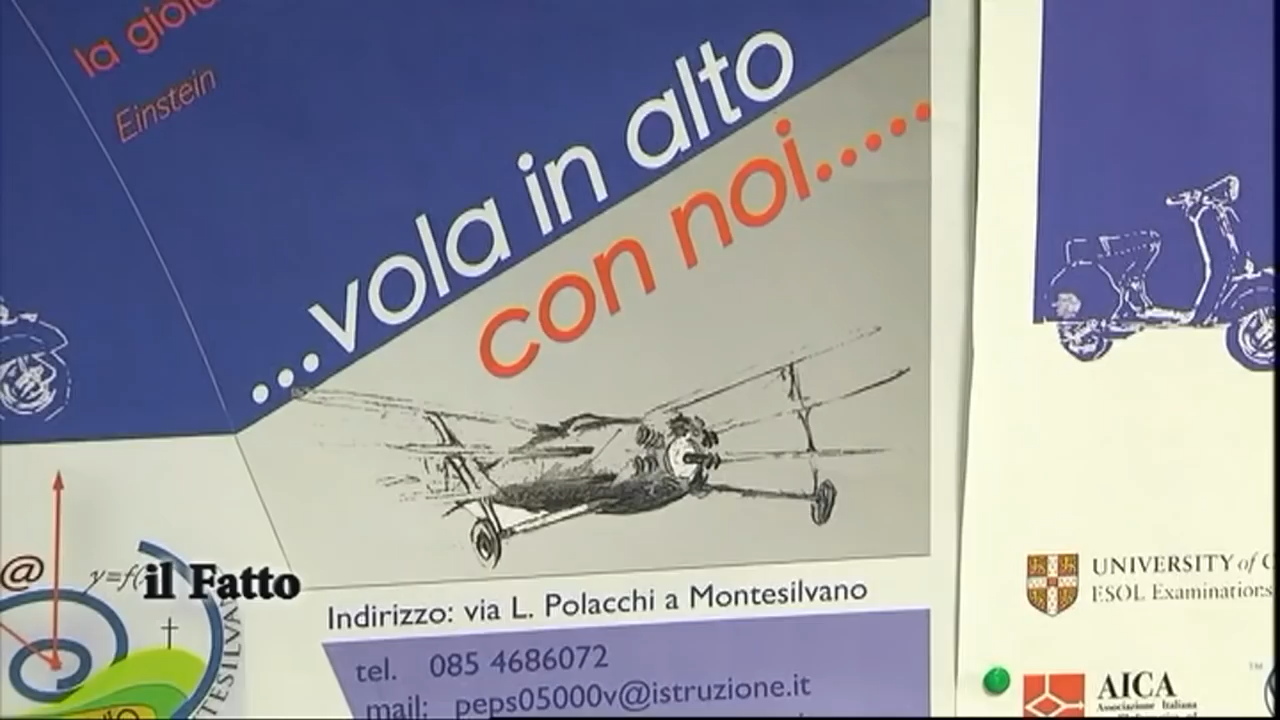 la gioia
Einstein
...vola in alto
con noi.....
@
y=f(
il Fatto
Indirizzo: via L. Polacchi a Montesilvano
tel. 085 4686072
mail: peps05000v@istruzione.it
UNIVERSITY of C
ESOL Examinations
TM
AICA
Associazione Italiana